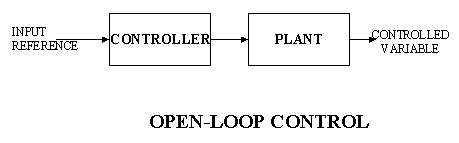 INPUT
REFERENCE
CONTROLLER
PLANT
CONTROLLED
VARIABLE
OPEN-LOOP CONTROL